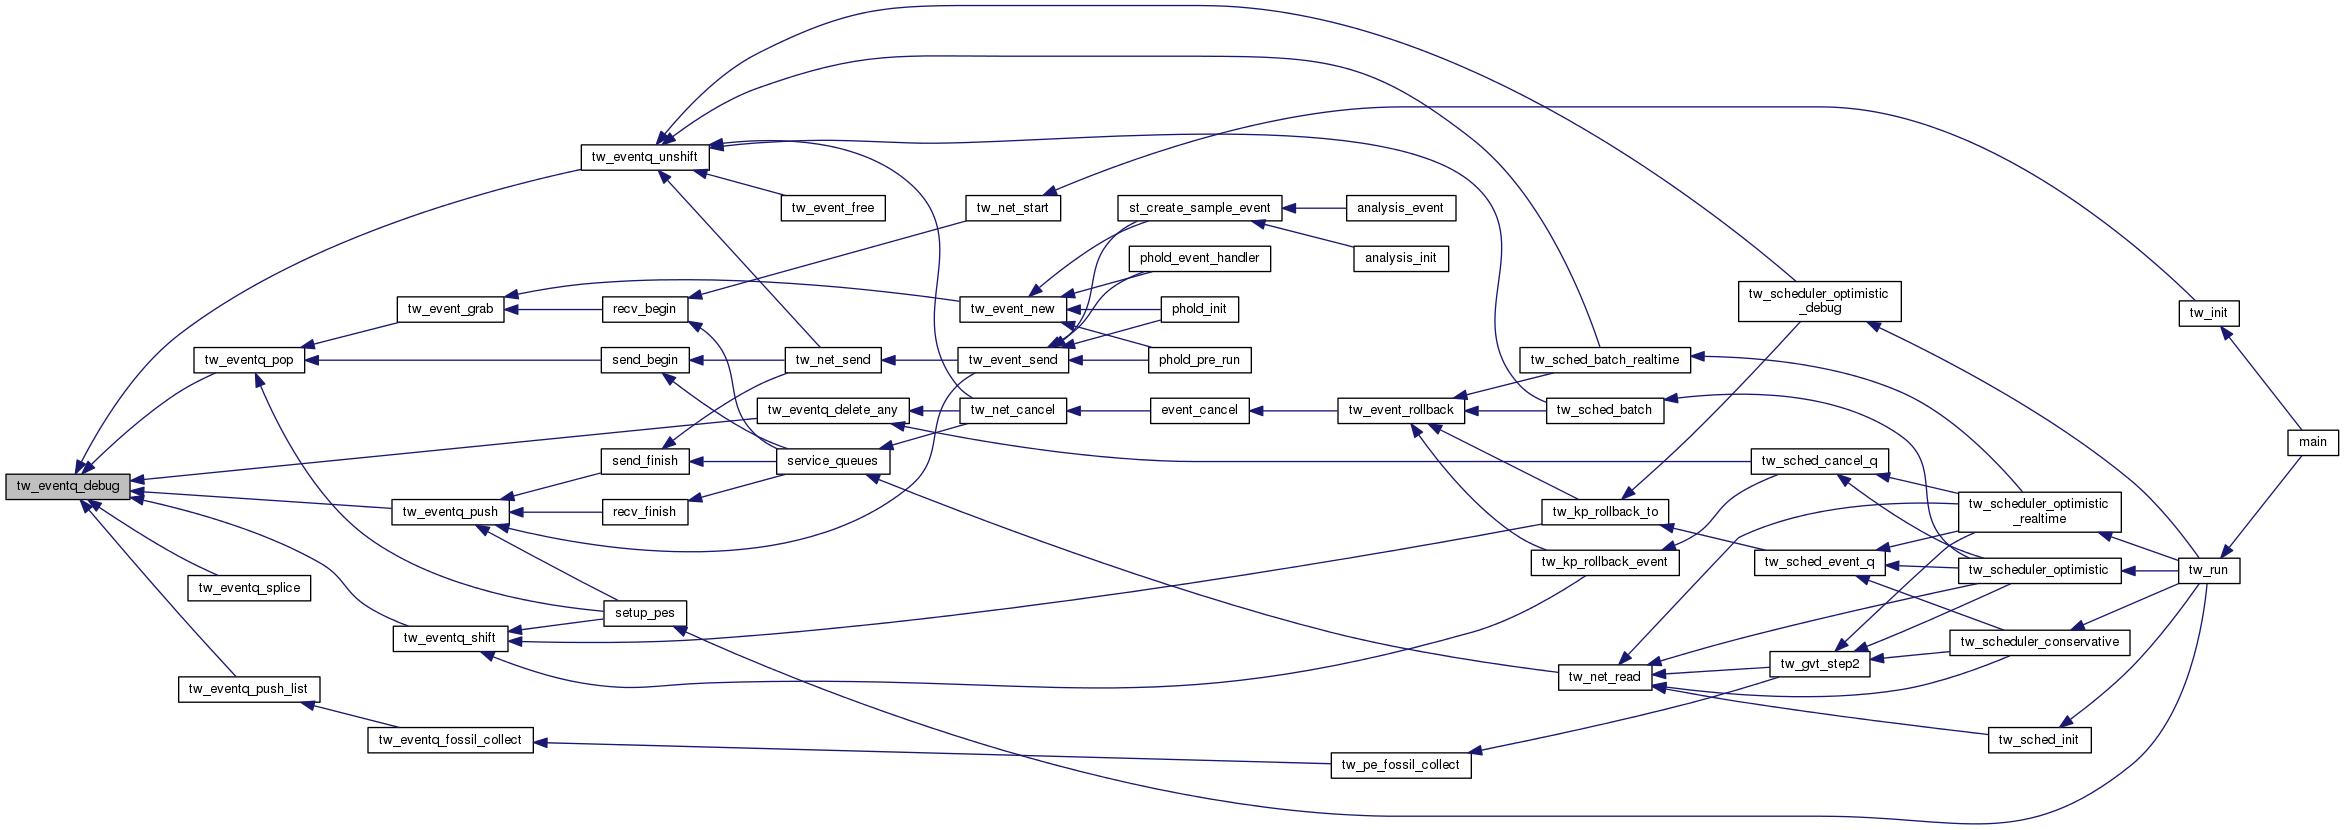 tw_eventq_debug
tw_eventq_unshift
tw_eventq_pop
tw_eventq_splice
tw_eventq_push_list
tw_event_grab
tw_eventq_push
tw_eventq_shift
tw_eventq_fossil_collect
recv_begin
send_begin
send_finish
recv_finish
setup_pes
tw_event_free
tw_net_send
tw_eventq_delete_any
service_queues
tw_net_start
tw_event_new
tw_event_send
tw_net_cancel
st_create_sample_event
phold_event_handler
phold_init
phold_pre_run
event_cancel
analysis_event
analysis_init
tw_event_rollback
tw_pe_fossil_collect
tw_sched_batch_realtime
tw_sched_batch
tw_kp_rollback_to
tw_kp_rollback_event
tw_net_read
tw_scheduler_optimistic
_debug
tw_sched_cancel_q
tw_sched_event_q
tw_gvt_step2
tw_scheduler_optimistic
_realtime
tw_scheduler_optimistic
tw_scheduler_conservative
tw_sched_init
tw_init
tw_run
main